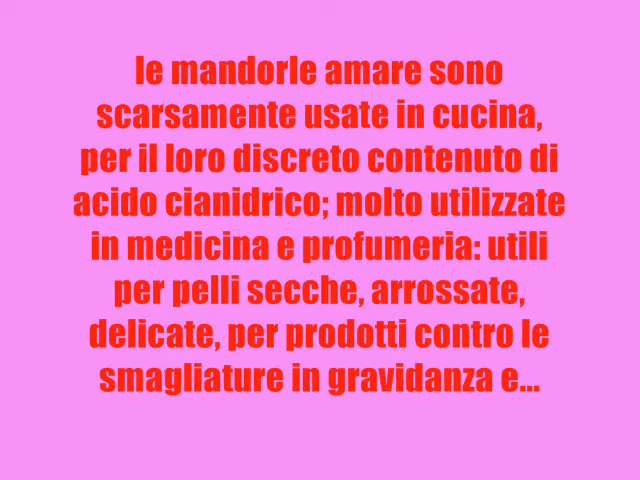 le mandorle amare sono
scarsamente usate in cucina,
per il loro discreto contenuto di
acido cianidrico; molto utilizzate
in medicina e profumeria: utili
per pelli secche, arrossate,
delicate, per prodotti contro le
smagliature in gravidanza e...